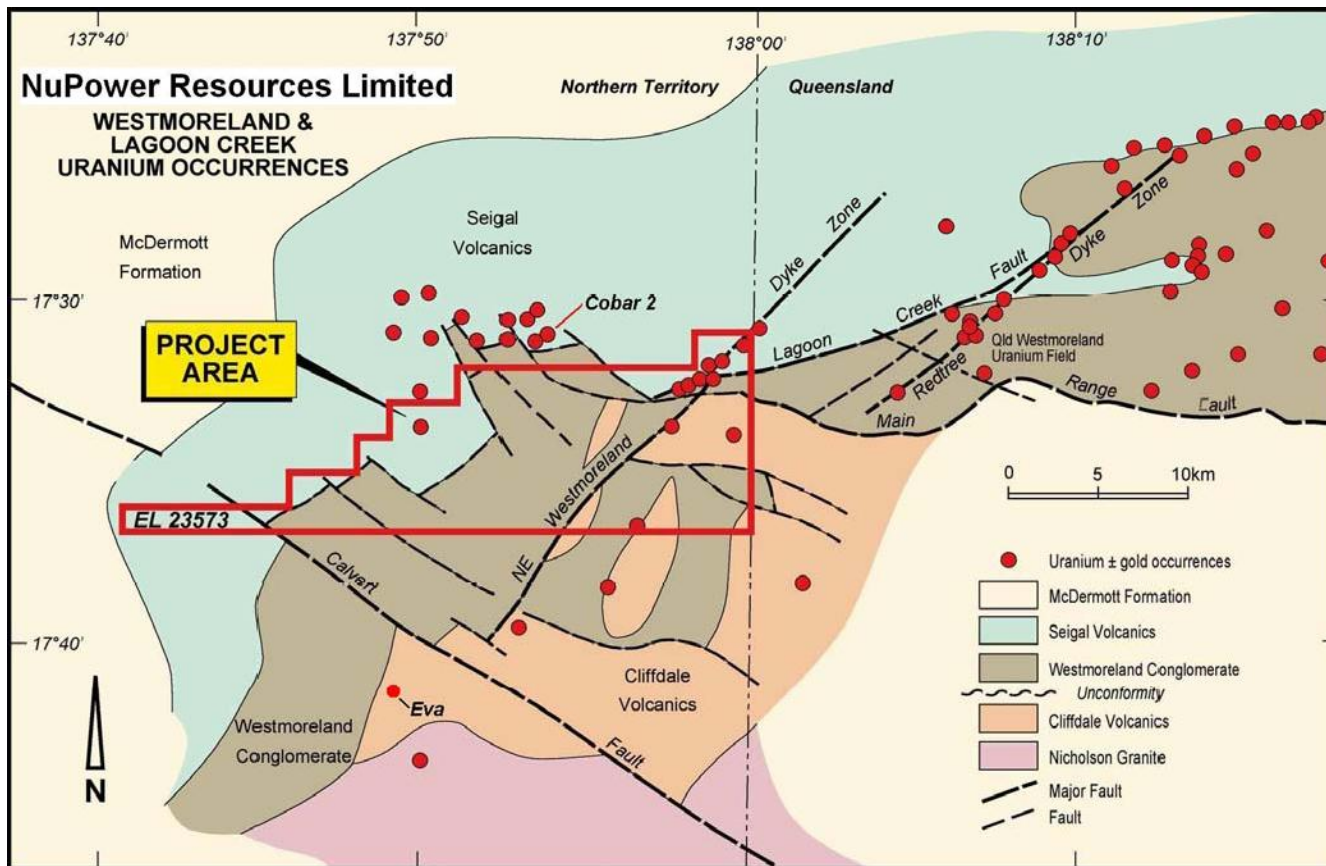 137°40'
137°50'
138°00'
138°10'
NuPower Resources Limited
WESTMORELAND &
LAGOON CREEK
URANIUM OCCURRENCES
Northern Territory
Queensland
McDermott
Formation
Seigal
Volcanics
Zone
Dyke
Zone
Dyke
Fault
Creek
Lagoon
17°30'
Cobar 2
PROJECT
AREA
Qld Westmoreland
Uranium Field
Redtree
Main
Range
Fault
Westmoreland
NE
EL 23573
Calvert
Fault
0
5
10km
17°40'
Cliffdale
Volcanics
Eva
Westmoreland
Conglomerate
N
Uranium ± gold occurrences
McDermott Formation
Seigal Volcanics
Westmoreland Conglomerate
Unconformity
Cliffdale Volcanics
Nicholson Granite
Major Fault
Fault